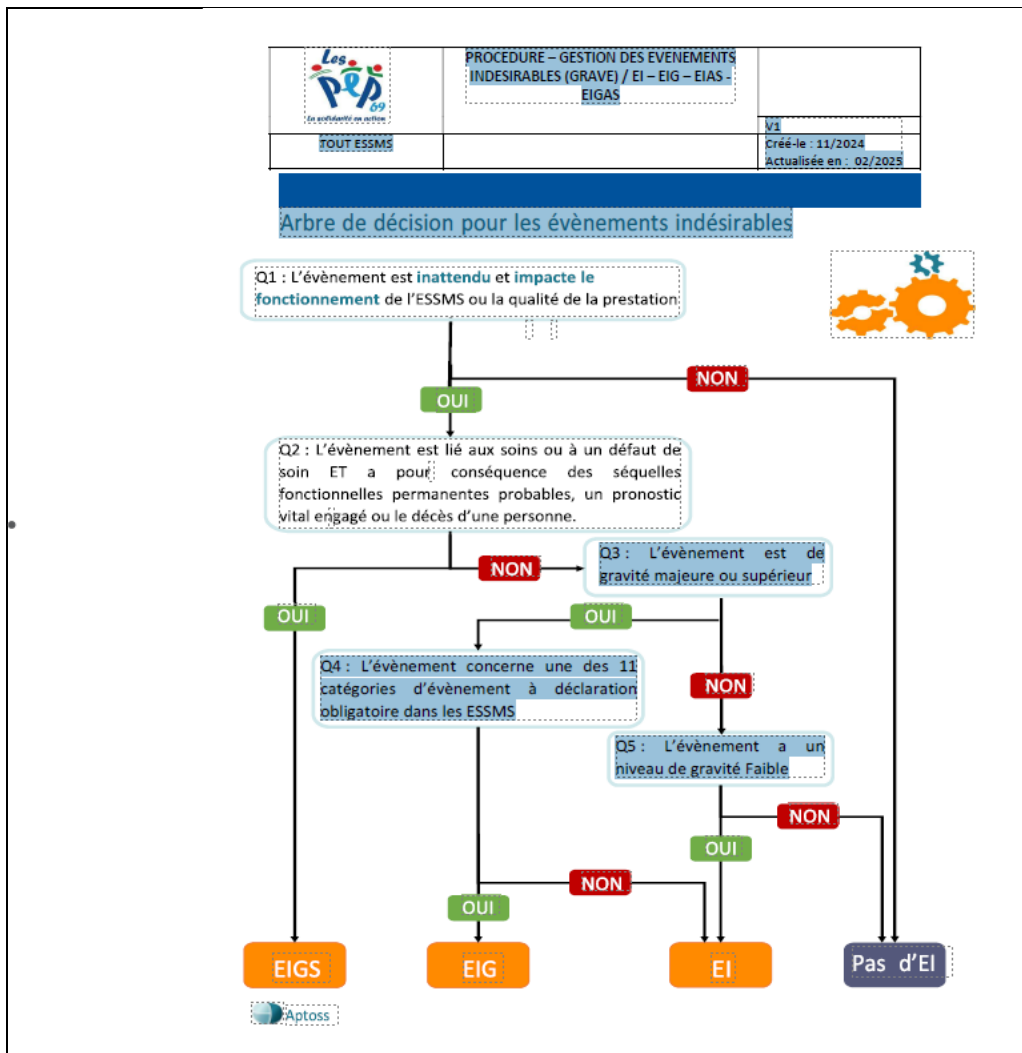 Les
PEP
69
En solidarité en action
PROCEDURE – GESTION DES EVENEMENTS
INDESIRABLES (GRAVE) / EI – EIG – EIAS -
EIGAS
TOUT ESSMS
V1
Créé-le : 11/2024
Actualisée en : 02/2025
Arbre de décision pour les évènements indésirables
Q1 : L’évènement est inattendu et impacte le
fonctionnement de l’ESSMS ou la qualité de la prestation
NON
OUI
Q2 : L’évènement est lié aux soins ou à un défaut de
soin ET a pour conséquence des séquelles
fonctionnelles permanentes probables, un pronostic
vital engagé ou le décès d’une personne.
NON
Q3 : L’évènement est de
gravité majeure ou supérieur
OUI
OUI
Q4 : L’évènement concerne une des 11
catégories d’évènement à déclaration
obligatoire dans les ESSMS
NON
Q5 : L’évènement a un
niveau de gravité Faible
NON
OUI
NON
OUI
EIGS
EIG
EI
Pas d’EI
Aptoss